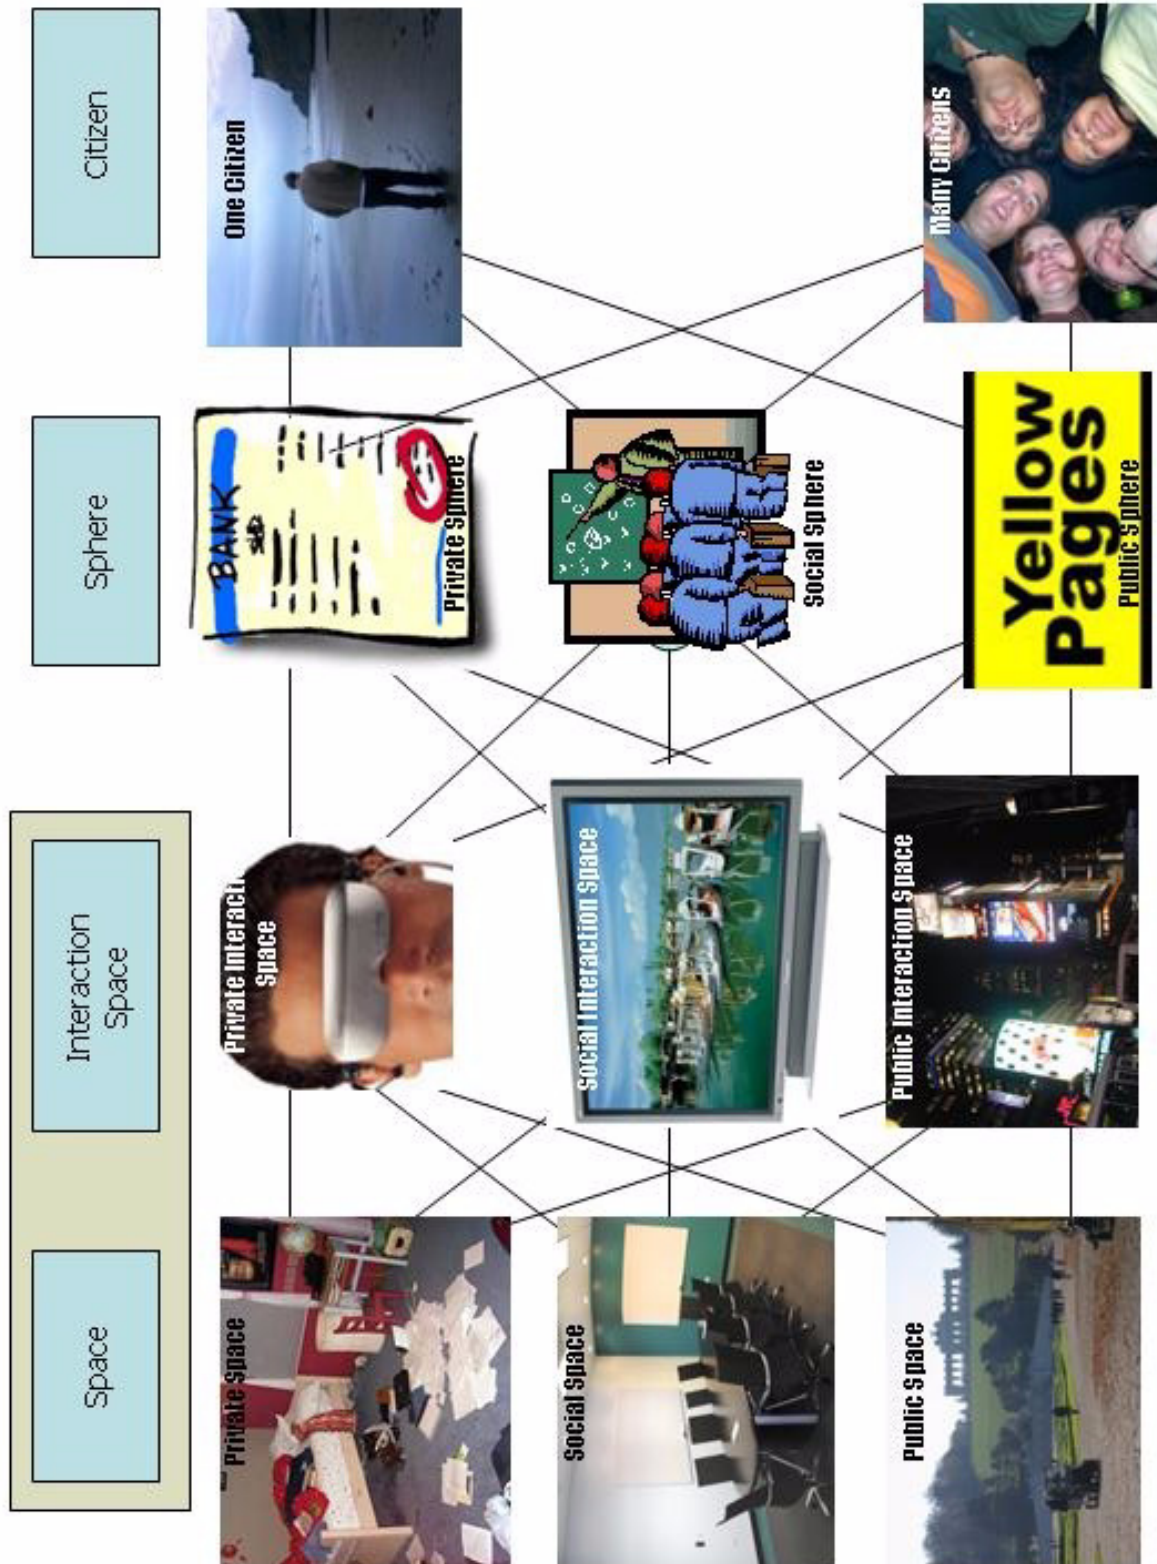 Space
Interaction
Space
Sphere
Citizen
Private Space
Private Interacti
Space
BANK
Private Sphere
One Citizen
Social Space
Social Interaction Space
Social Sphere
Public Space
Public Interaction Space
Yellow
Pages
Public Sphere
Many Citizens